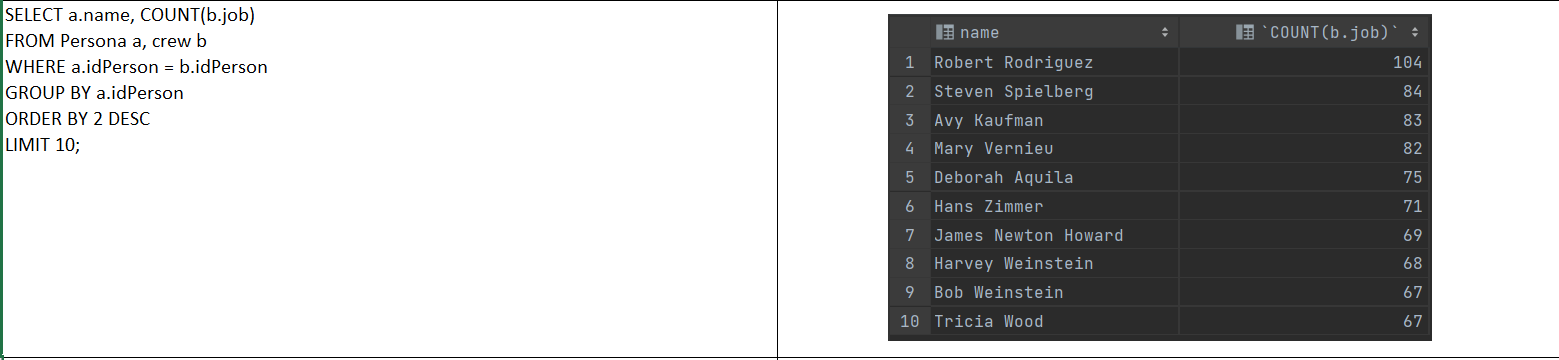 SELECT a.name, COUNT(b.job)
FROM Persona a, crew b
WHERE a.idPerson = b.idPerson
GROUP BY a.idPerson
ORDER BY 2 DESC
LIMIT 10;
name `COUNT(b.job)`
1 Robert Rodriguez 104
2 Steven Spielberg 84
3 Avy Kaufman 83
4 Mary Vernieu 82
5 Deborah Aquila 75
6 Hans Zimmer 71
7 James Newton Howard 69
8 Harvey Weinstein 68
9 Bob Weinstein 67
10 Tricia Wood 67